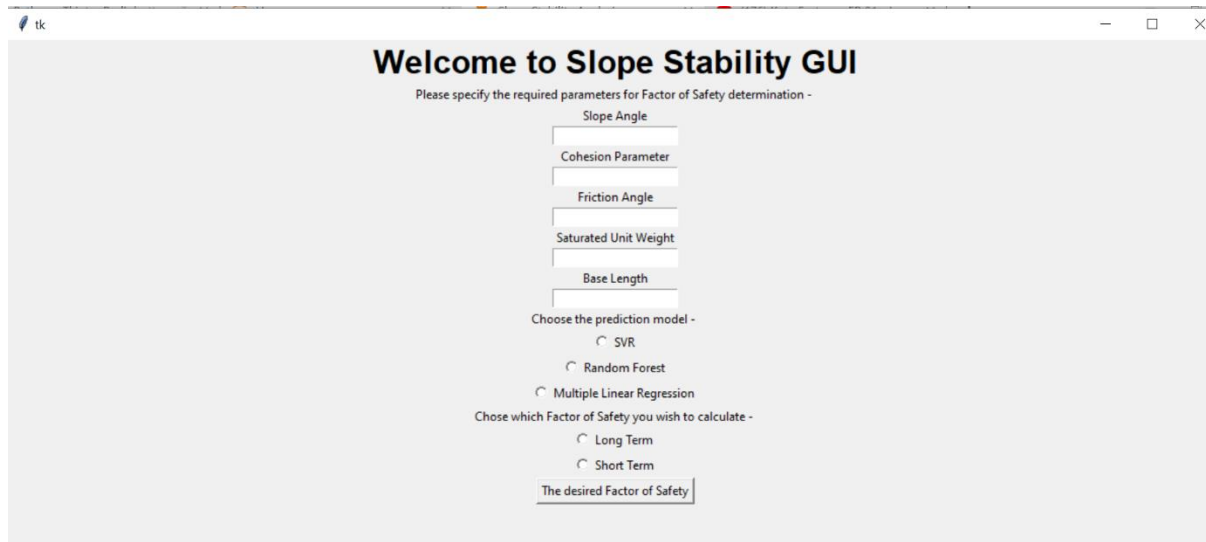 tk
Welcome to Slope Stability GUI
Please specify the required parameters for Factor of Safety determination -
Slope Angle
Cohesion Parameter
Friction Angle
Saturated Unit Weight
Base Length
Choose the prediction model -
SVR
Random Forest
Multiple Linear Regression
Chose which Factor of Safety you wish to calculate -
Long Term
Short Term
The desired Factor of Safety